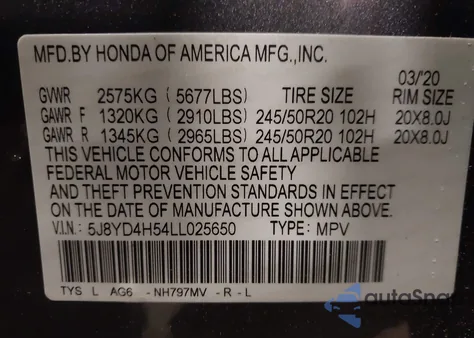 MFD.BY HONDA OF AMERICA MFG.,INC.
03/20
GVWR 2575KG (5677LBS) TIRE SIZE RIM SIZE
GAWR F 1320KG (2910LBS) 245/50R20 102H 20X8.0J
GAWR R 1345KG (2965LBS) 245/50R20 102H 20X8.0J
THIS VEHICLE CONFORMS TO ALL APPLICABLE
FEDERAL MOTOR VEHICLE SAFETY
AND THEFT PREVENTION STANDARDS IN EFFECT
ON THE DATE OF MANUFACTURE SHOWN ABOVE.
V.I.N.: 5J8YD4H54LL025650 TYPE: MPV
TYS L AG6 -NH797MV -R-L